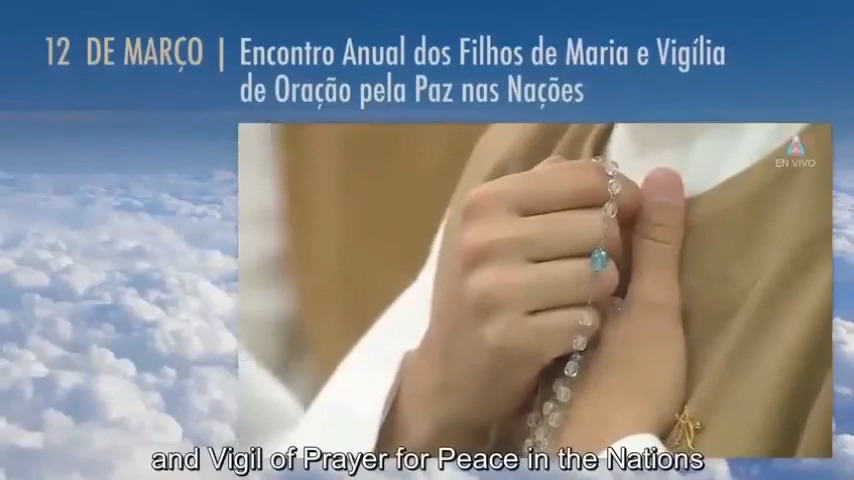 12 DE MARÇO | Encontro Anual dos Filhos de Maria e Vigília
de Oração pela Paz nas Nações
EN VIVO
and Vigil of Prayer for Peace in the Nations